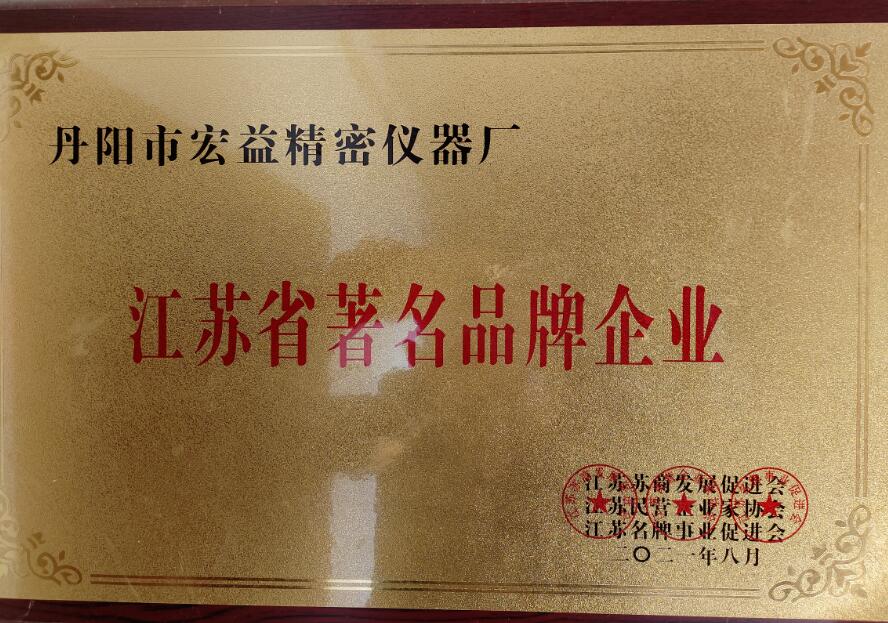 丹阳市宏益精密仪器厂
江苏省著名品牌企业
江苏苏商发展促进会
江苏民营企业家协会
江苏名牌事业促进会
二〇二一年八月